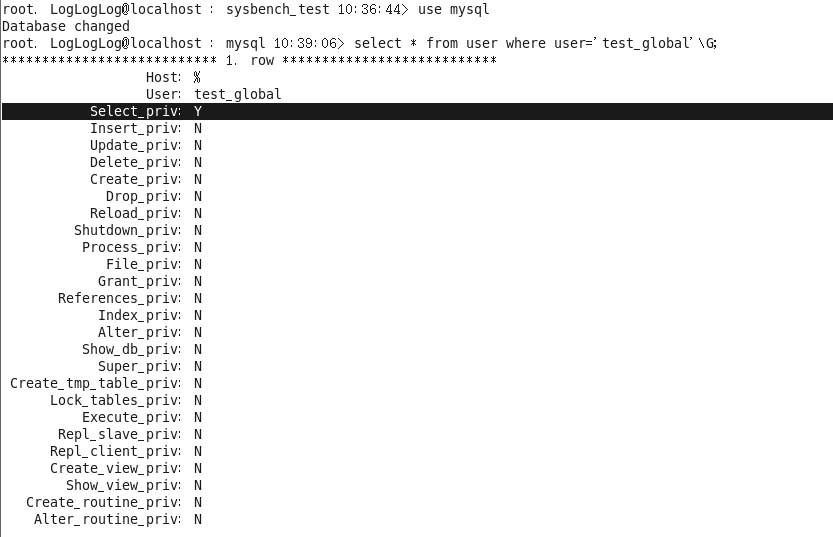 root. LogLogLog@localhost : sysbench_test 10:36:44> use mysql
Database changed
root. LogLogLog@localhost : mysql 10:39:06> select * from user where user='test_global'\G;
*************************** 1. row ***************************
Host: %
User: test_global
Select_priv: Y
Insert_priv: N
Update_priv: N
Delete_priv: N
Create_priv: N
Drop_priv: N
Reload_priv: N
Shutdown_priv: N
Process_priv: N
File_priv: N
Grant_priv: N
References_priv: N
Index_priv: N
Alter_priv: N
Show_db_priv: N
Super_priv: N
Create_tmp_table_priv: N
Lock_tables_priv: N
Execute_priv: N
Repl_slave_priv: N
Repl_client_priv: N
Create_view_priv: N
Show_view_priv: N
Create_routine_priv: N
Alter_routine_priv: N